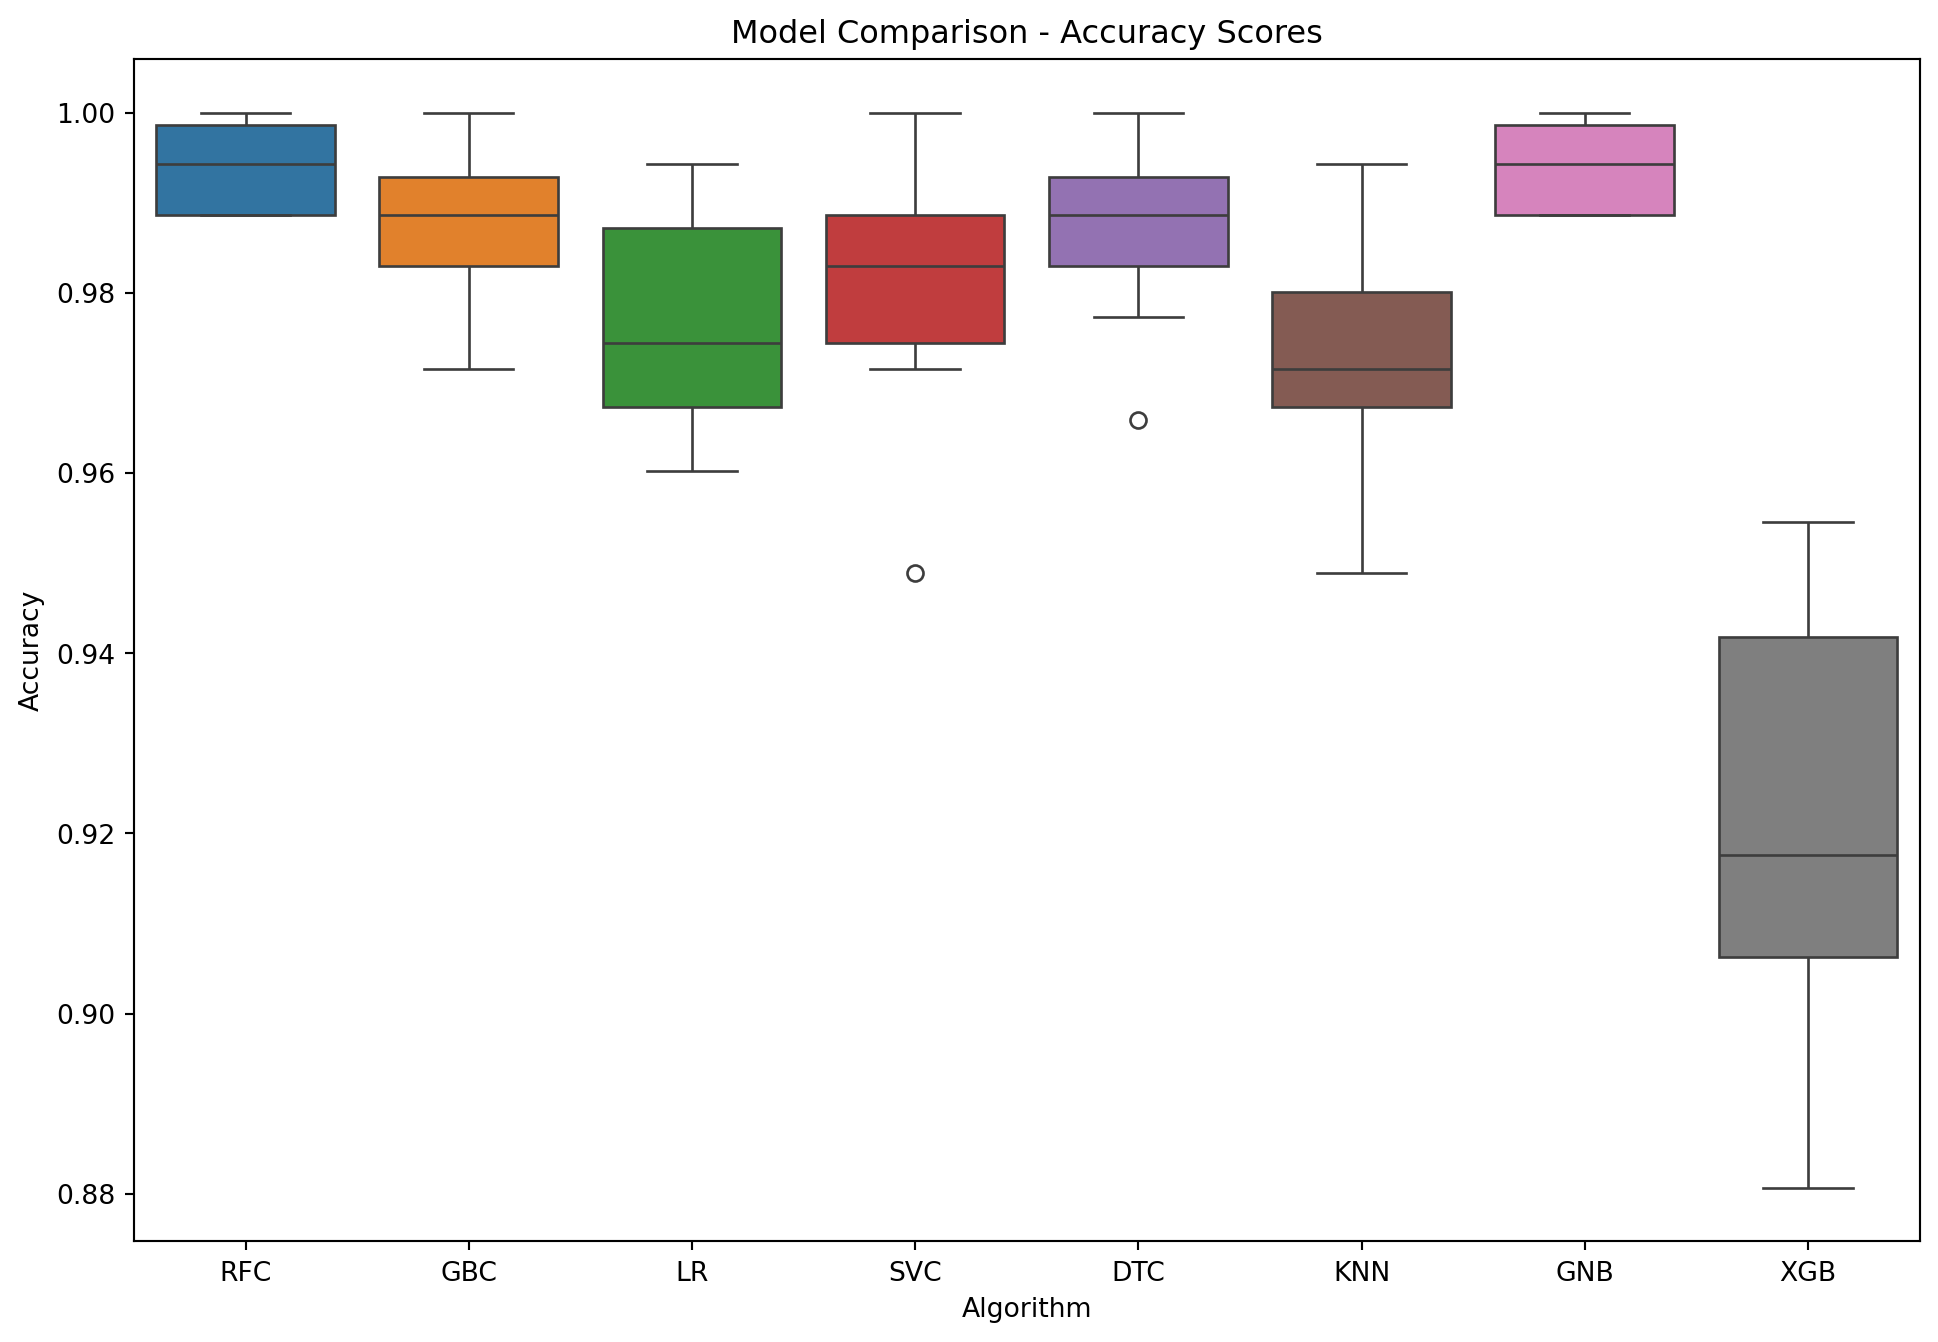 Model Comparison - Accuracy Scores
1.00
0.98
0.96
0.94
0.92
0.90
0.88
Accuracy
RFC GBC LR SVC DTC KNN GNB XGB
Algorithm